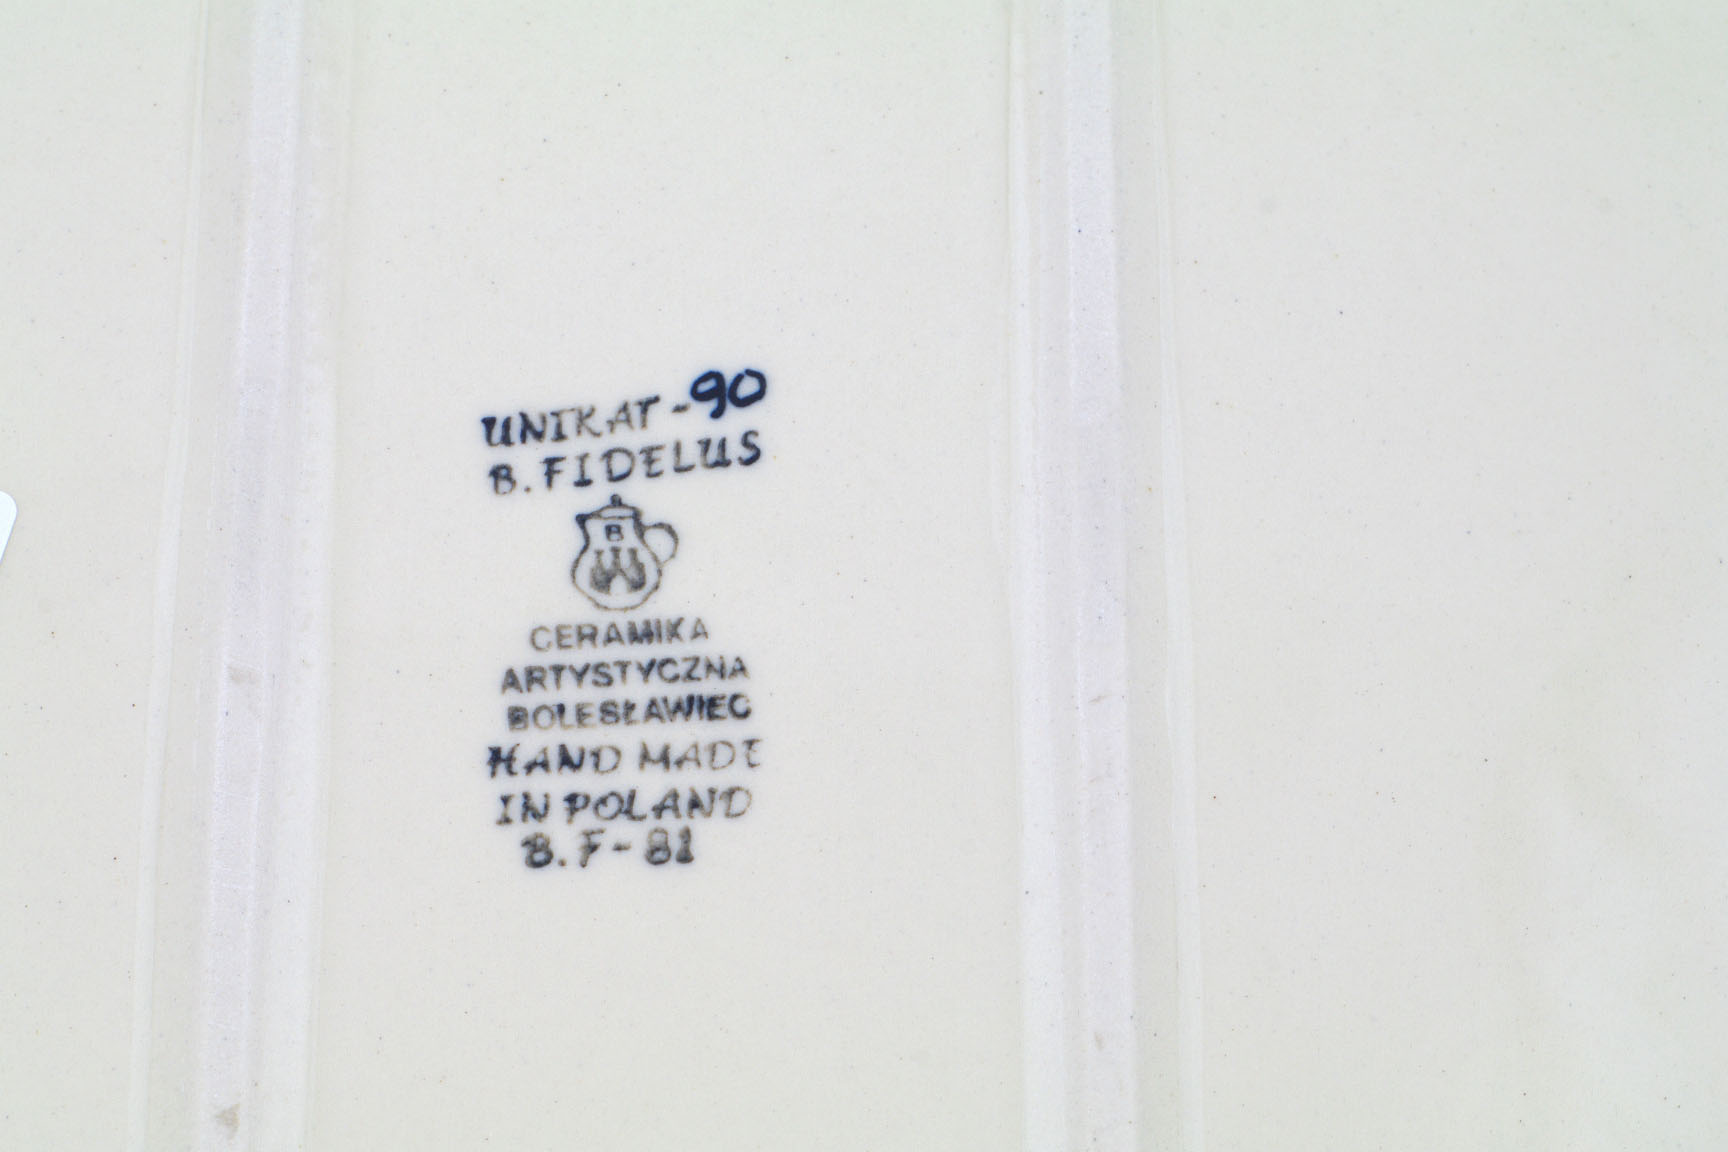 UNIKAT-90
B. FIDELUS
B
CERAMIKA
ARTYSTYCZNA
BOLESŁAWIEC
HAND MADE
IN POLAND
B. F-81